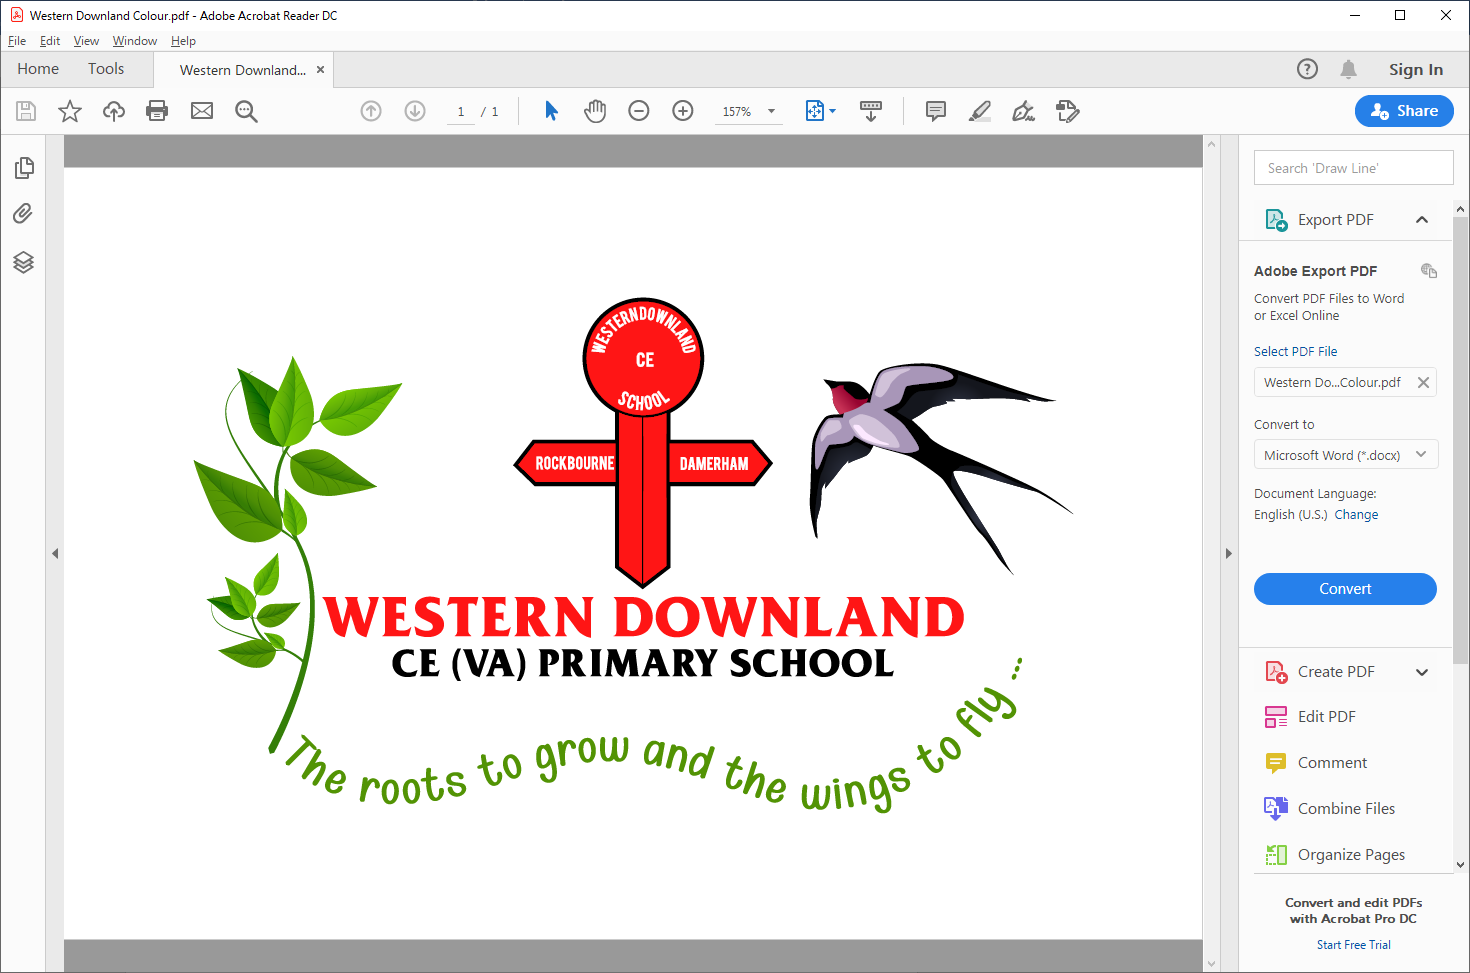 Western Downland Colour.pdf - Adobe Acrobat Reader DC
File Edit View Window Help
Home Tools Western Downland... × ? Sign In
1 / 1 157% Share
Search 'Draw Line'
Export PDF
Adobe Export PDF
Convert PDF Files to Word
or Excel Online
Select PDF File
Western Do...Colour.pdf
Convert to
Microsoft Word (*.docx)
Document Language:
English (U.S.) Change
Convert
Create PDF
Edit PDF
Comment
Combine Files
Organize Pages
Convert and edit PDFs
with Acrobat Pro DC
Start Free Trial
WESTERN DOWNLAND
CE
SCHOOL
ROCKBOURNE DAMERHAM
WESTERN DOWNLAND
CE (VA) PRIMARY SCHOOL
The roots to grow and the wings to fly ...